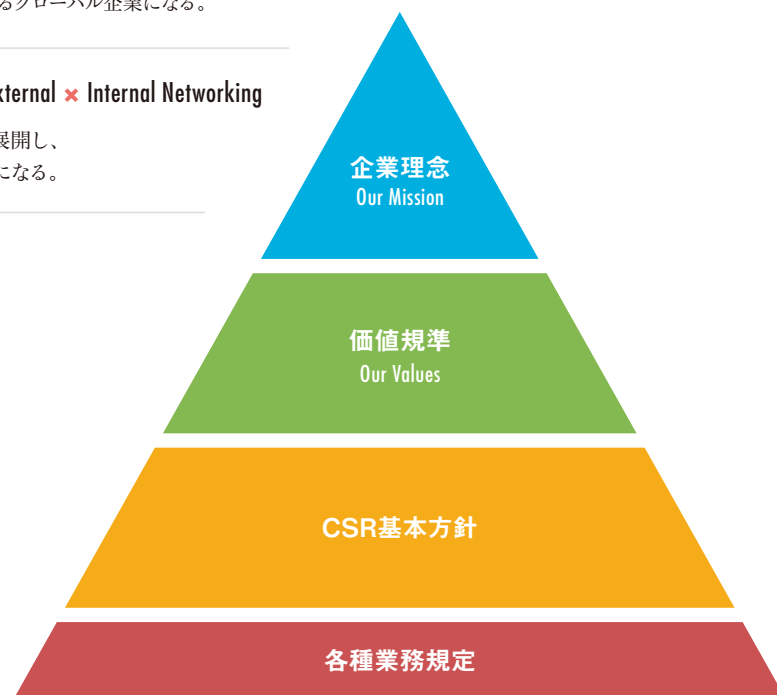 るグローバル企業になる。
xternal × Internal Networking
展開し、
になる。
企業理念
Our Mission
価値規準
Our Values
CSR基本方針
各種業務規定